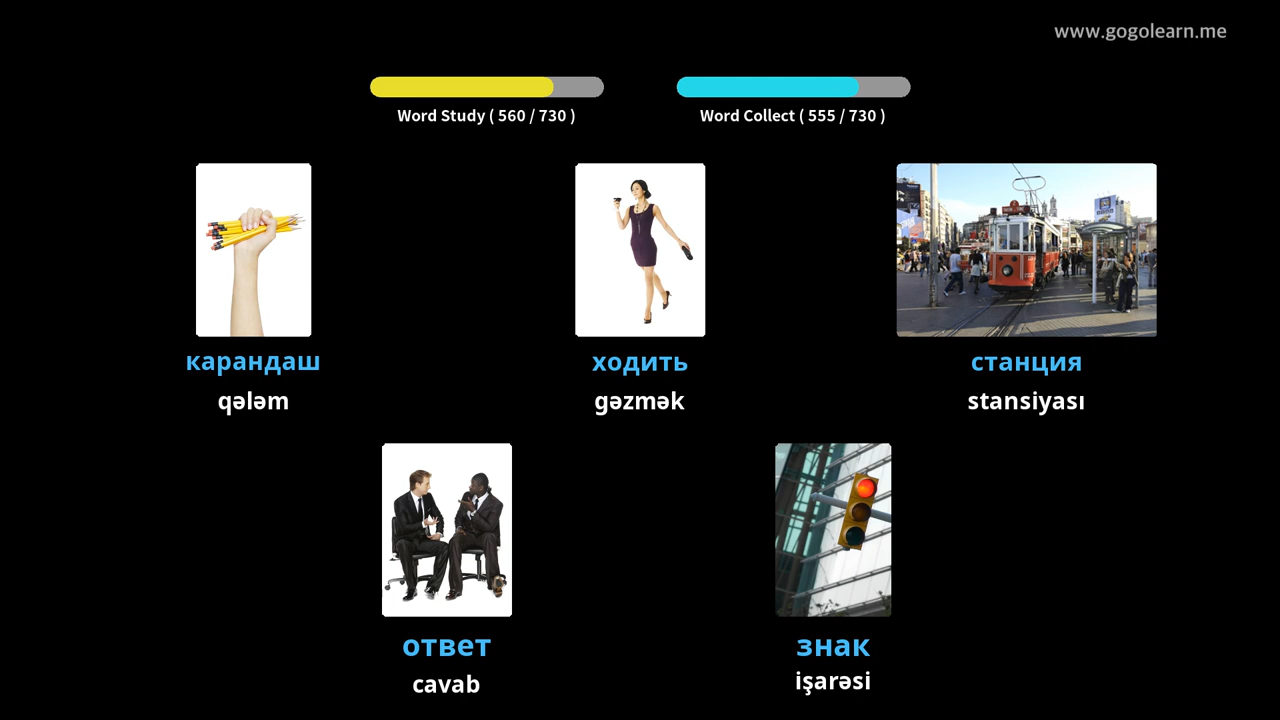 www.gogolearn.me
Word Study ( 560 / 730 )
Word Collect ( 555 / 730 )
карандаш
qələm
ходить
gəzmək
станция
stansiyası
ответ
cavab
знак
işarəsi